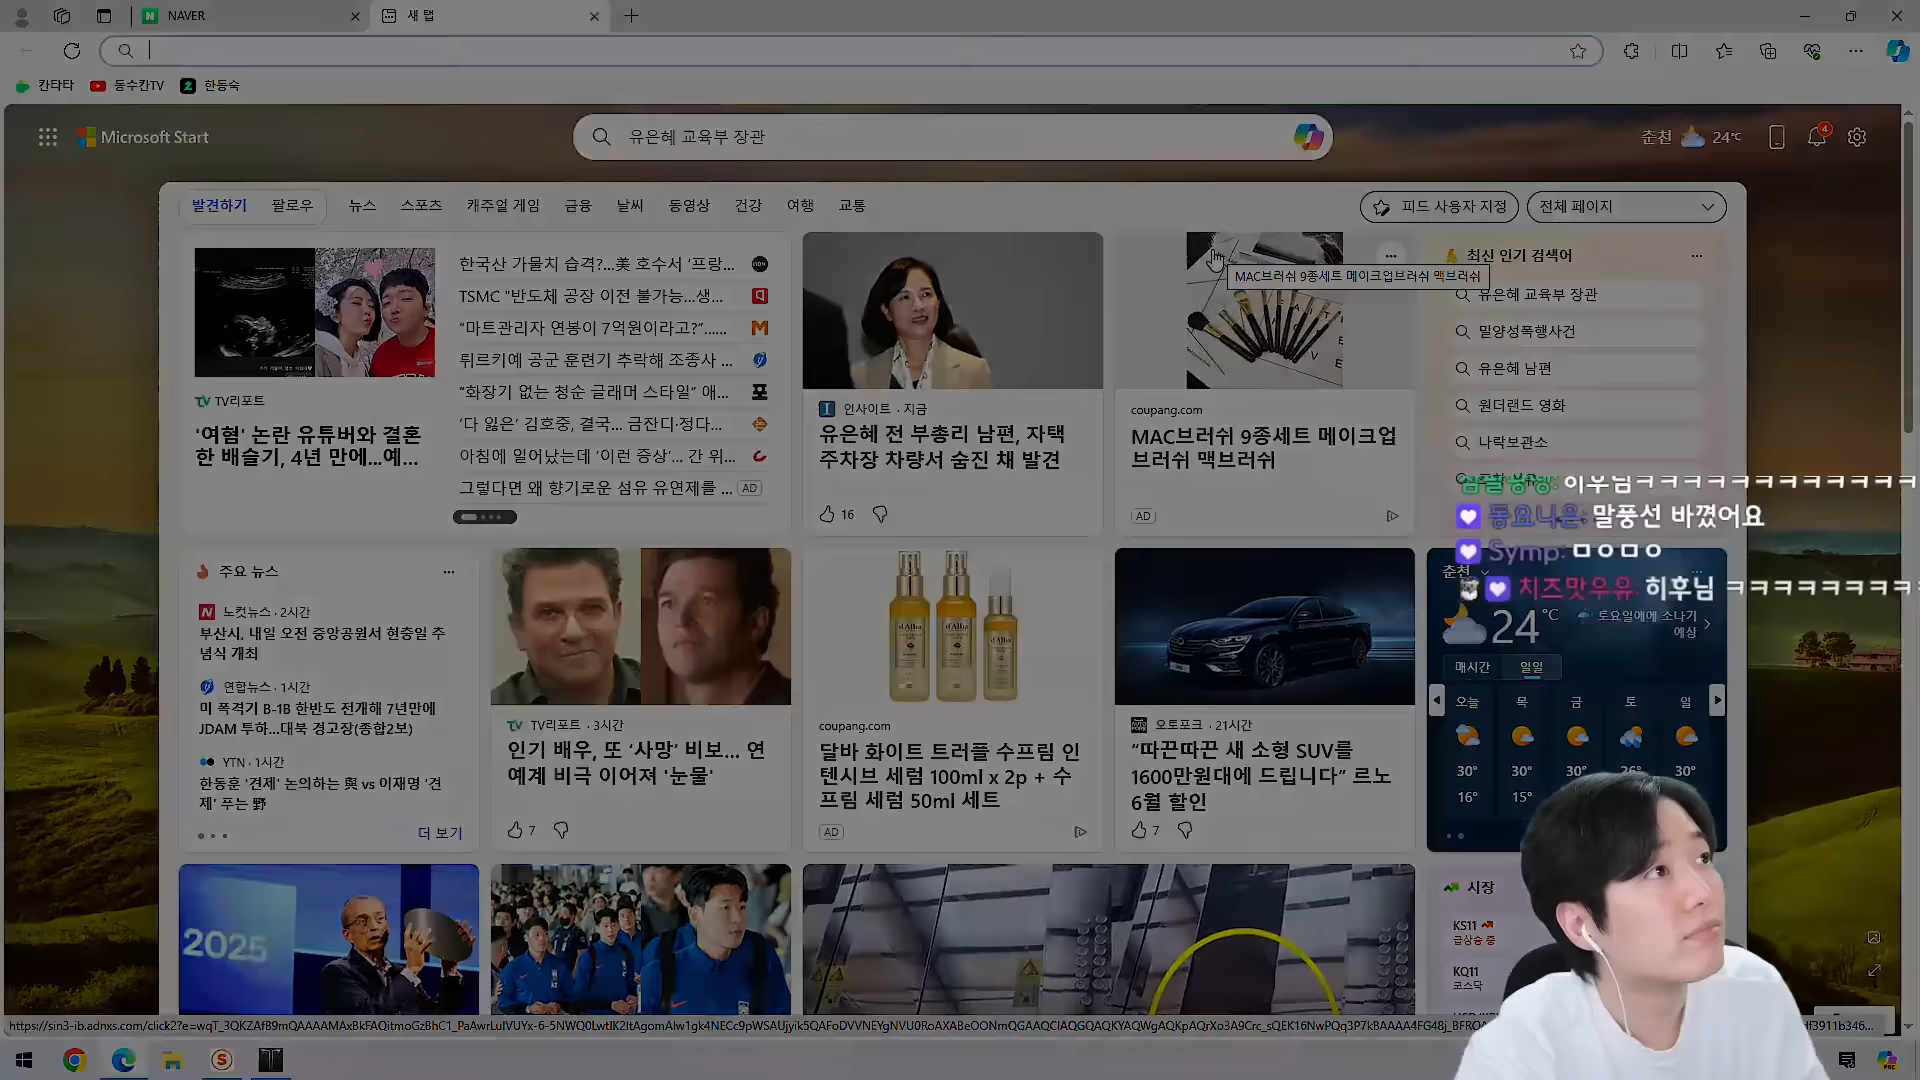 NAVER
새 탭
칸타타
동수칸TV
한동숙
Microsoft Start
유은혜 교육부 장관
춘천
24°C
4
발견하기
팔로우
뉴스
스포츠
캐주얼 게임
금융
날씨
동영상
건강
여행
교통
피드 사용자 지정
전체 페이지
TV리포트
'여혐' 논란 유튜버와 결혼
한 배슬기, 4년 만에...예...
한국산 가물치 습격?...美 호수서 '프랑...
TSMC "반도체 공장 이전 불가능...생...
"마트관리자 연봉이 7억원이라고?"......
튀르키예 공군 훈련기 추락해 조종사 ...
"화장기 없는 청순 글래머 스타일" 애...
'다 잃은' 김호중, 결국... 금잔디·정다...
아침에 일어났는데 '이런 증상'... 간 위...
그렇다면 왜 향기로운 섬유 유연제를 ...
AD
인사이트 · 지금
유은혜 전 부총리 남편, 자택
주차장 차량서 숨진 채 발견
16
MAC브러쉬 9종세트 메이크업브러쉬 맥브러쉬
coupang.com
MAC브러쉬 9종세트 메이크업
브러쉬 맥브러쉬
AD
최신 인기 검색어
유은혜 교육부 장관
밀양성폭행사건
유은혜 남편
원더랜드 영화
나락보관소
이우님ㅋㅋㅋㅋㅋㅋㅋㅋㅋㅋㅋㅋ
동요니은: 말풍선 바꼈어요
Symp: ㅁㅇㅁㅇ
치즈맛우유: 히후님 ㅋㅋㅋㅋㅋㅋㅋㅋ
주요 뉴스
노컷뉴스 · 2시간
부산시, 내일 오전 중앙공원서 현충일 추
념식 개최
연합뉴스 · 1시간
미 폭격기 B-1B 한반도 전개해 7년만에
JDAM 투하...대북 경고장(종합2보)
YTN · 1시간
한동훈 '견제' 논의하는 與 vs 이재명 '견
제' 푸는 野
더 보기
TV리포트 · 3시간
인기 배우, 또 '사망' 비보... 연
예계 비극 이어져 '눈물'
7
d'Alba
d'Alba
d'Alba
coupang.com
달바 화이트 트러플 수프림 인
텐시브 세럼 100ml x 2p + 수
프림 세럼 50ml 세트
AD
오토포크 · 21시간
"따끈따끈 새 소형 SUV를
1600만원대에 드립니다" 르노
6월 할인
7
춘천
24
°C
토요일에에 소나기
예상
매시간
일일
오늘
목
금
토
일
30°
30°
30°
26°
30°
16°
15°
2025
시장
KS11
급상승 중
KQ11
코스닥